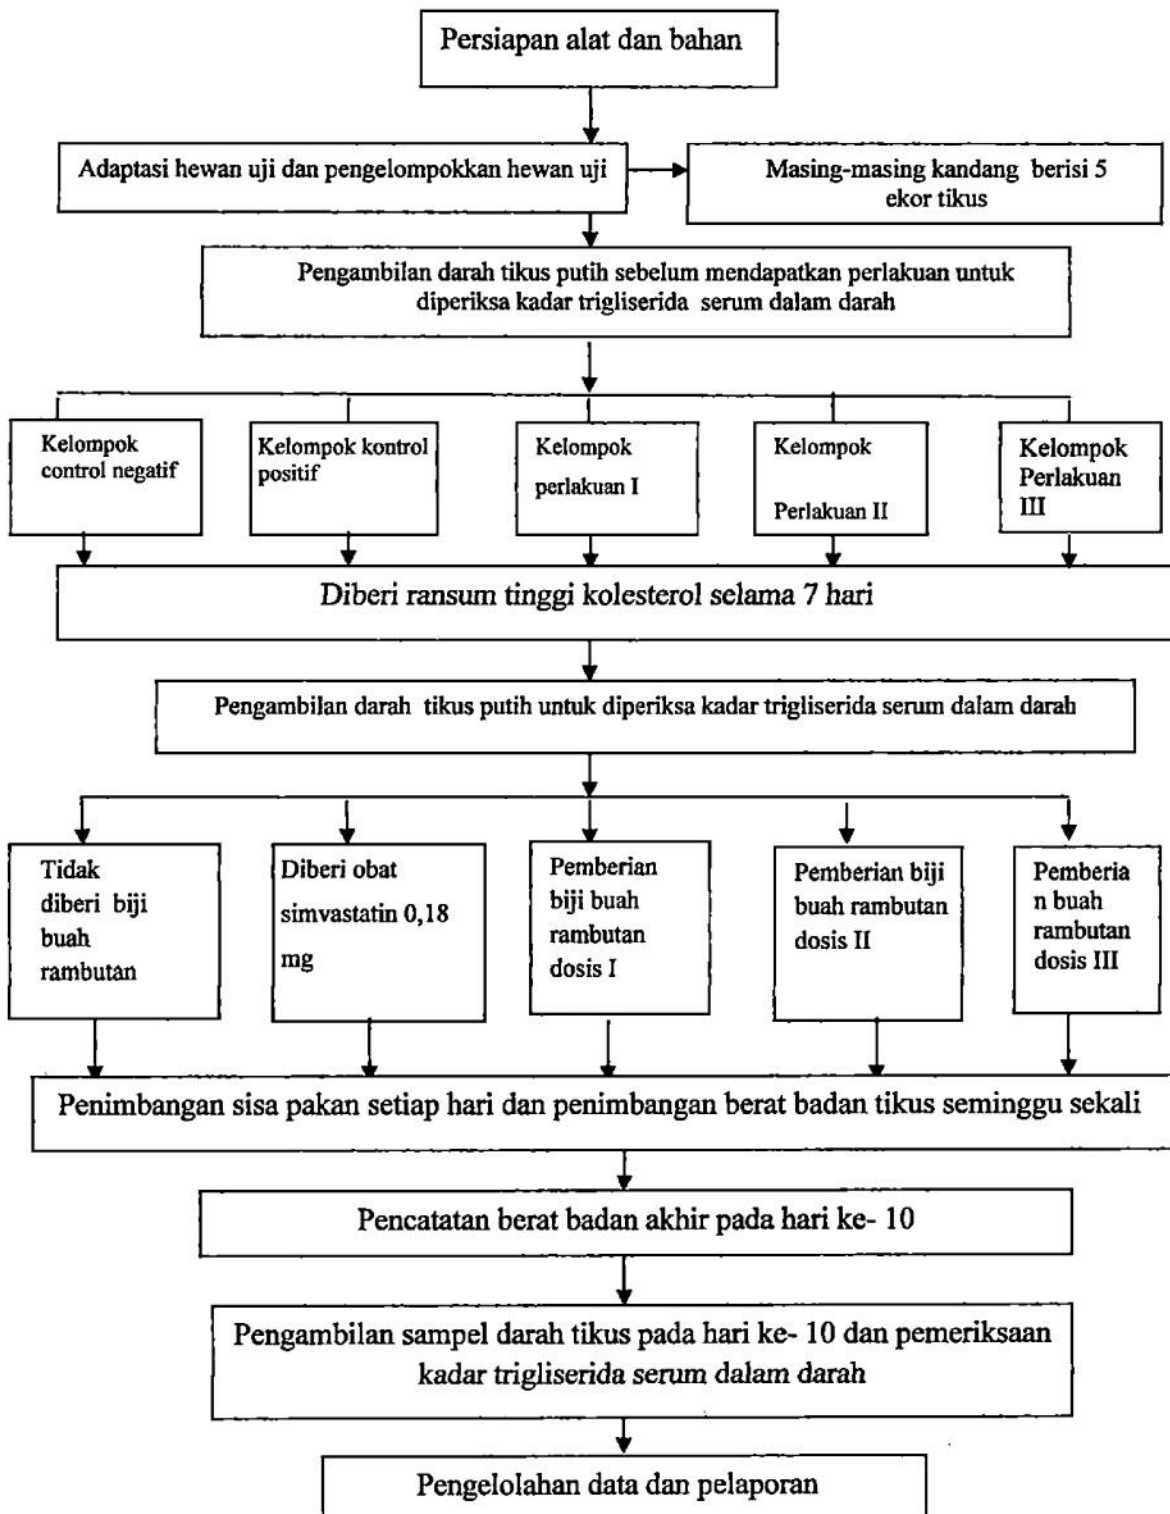 Persiapan alat dan bahan
Adaptasi hewan uji dan pengelompokkan hewan uji
Masing-masing kandang berisi 5
ekor tikus
Pengambilan darah tikus putih sebelum mendapatkan perlakuan untuk
diperiksa kadar trigliserida serum dalam darah
Kelompok
control negatif
Kelompok kontrol
positif
Kelompok
perlakuan I
Kelompok
Perlakuan II
Kelompok
Perlakuan
III
Diberi ransum tinggi kolesterol selama 7 hari
Pengambilan darah tikus putih untuk diperiksa kadar trigliserida serum dalam darah
Tidak
diberi biji
buah
rambutan
Diberi obat
simvastatin 0,18
mg
Pemberian
biji buah
rambutan
dosis I
Pemberian biji
buah rambutan
dosis II
Pemberia
n buah
rambutan
dosis III
Penimbangan sisa pakan setiap hari dan penimbangan berat badan tikus seminggu sekali
Pencatatan berat badan akhir pada hari ke- 10
Pengambilan sampel darah tikus pada hari ke- 10 dan pemeriksaan
kadar trigliserida serum dalam darah
Pengelolahan data dan pelaporan